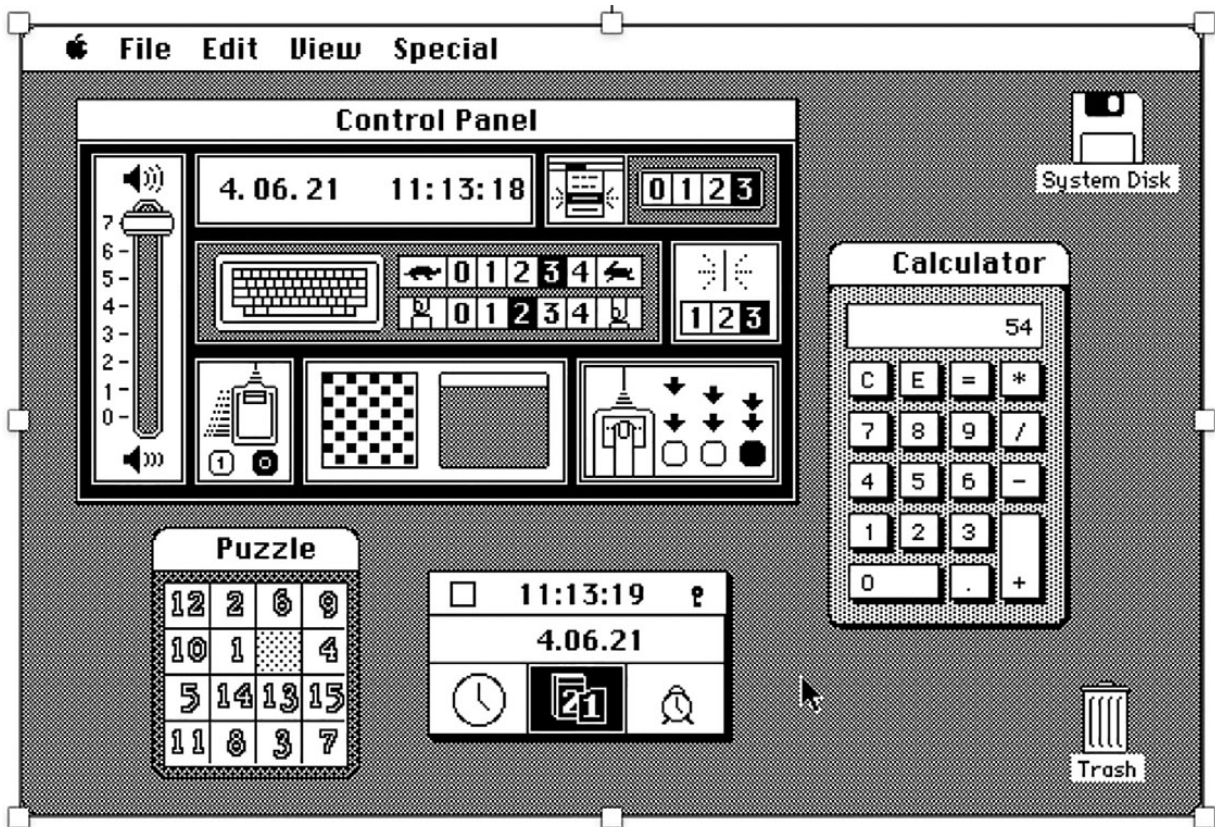 File Edit View Special
Control Panel
4.06.21 11:13:18
0 1 2 3
7
6
5
4
3
2
1
0
0 1 2 3 4
0 1 2 3 4
1 2 3
1 0
System Disk
Calculator
54
C E = *
7 8 9 /
4 5 6 -
1 2 3
0 . +
Puzzle
12 2 6 9
10 1 4
5 14 13 15
11 8 3 7
11:13:19
4.06.21
21
Trash